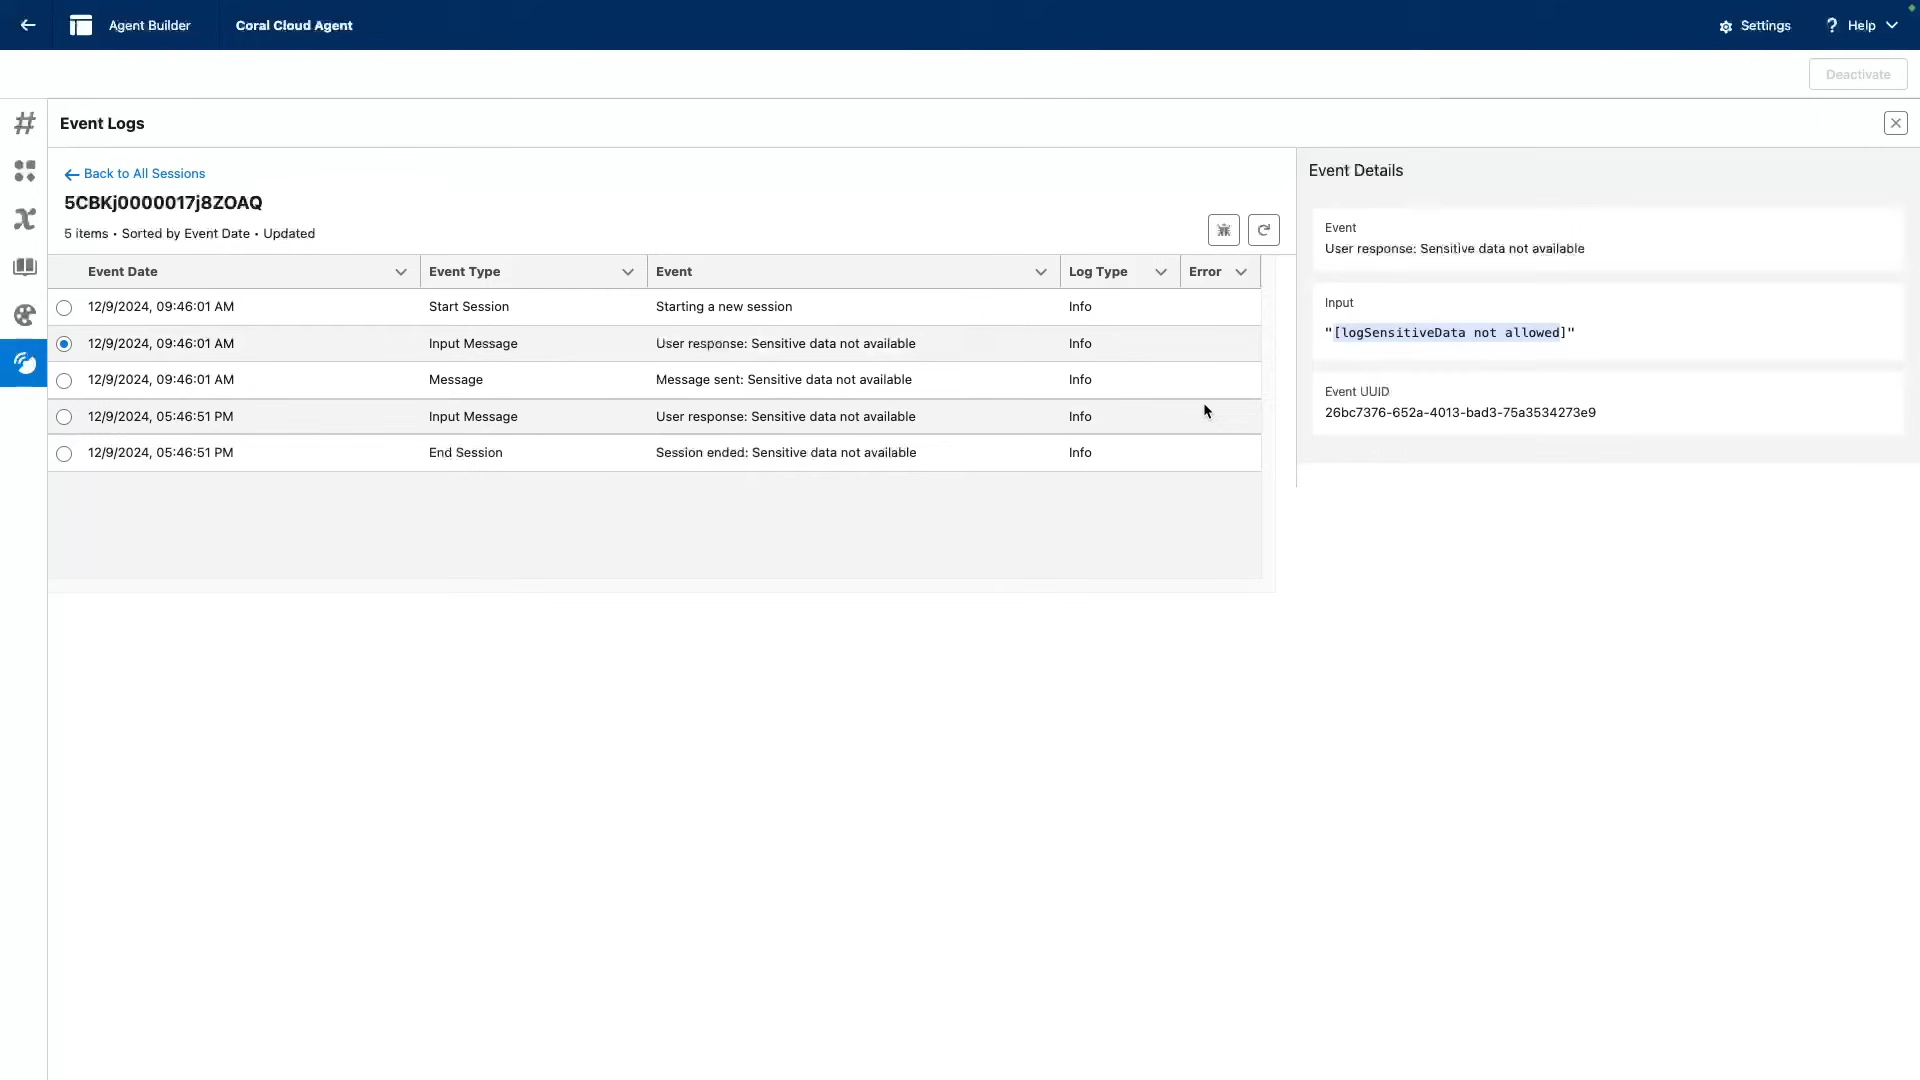 Agent Builder
Coral Cloud Agent
Settings
? Help
Deactivate
Event Logs
Back to All Sessions
5CBKj0000017j8ZOAQ
5 items • Sorted by Event Date • Updated
Event Date Event Type Event Log Type Error
12/9/2024, 09:46:01 AM Start Session Starting a new session Info
12/9/2024, 09:46:01 AM Input Message User response: Sensitive data not available Info
12/9/2024, 09:46:01 AM Message Message sent: Sensitive data not available Info
12/9/2024, 05:46:51 PM Input Message User response: Sensitive data not available Info
12/9/2024, 05:46:51 PM End Session Session ended: Sensitive data not available Info
Event Details
Event
User response: Sensitive data not available
Input
"[logSensitiveData not allowed]"
Event UUID
26bc7376-652a-4013-bad3-75a3534273e9